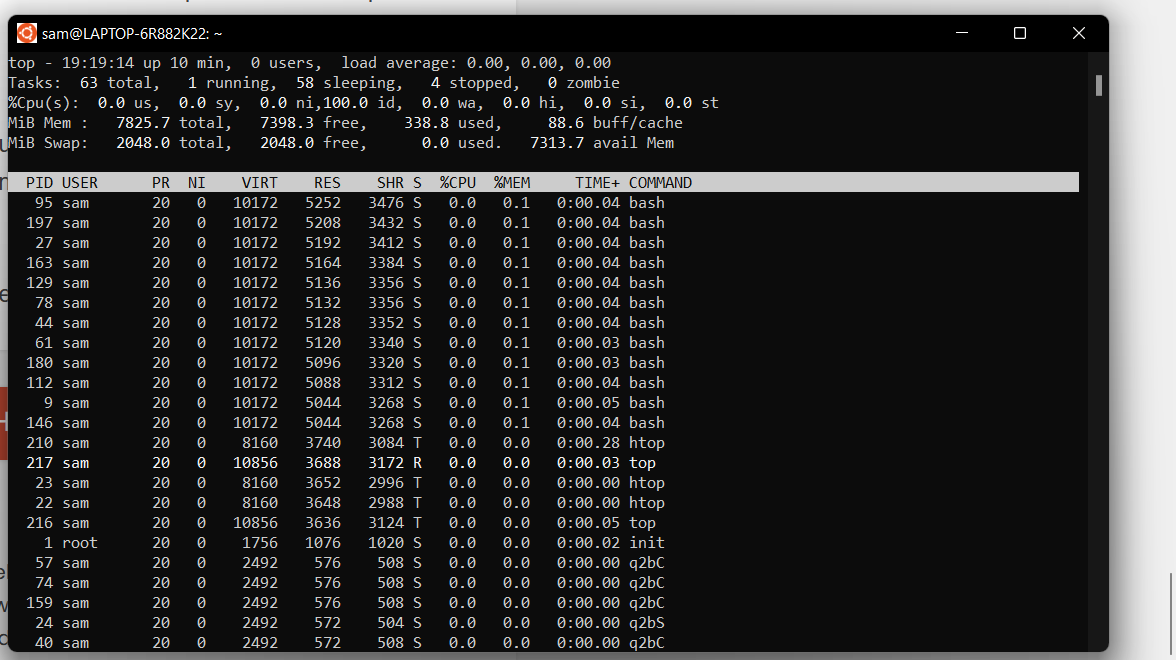 sam@LAPTOP-6R882K22: ~
top - 19:19:14 up 10 min,  0 users,  load average: 0.00, 0.00, 0.00
Tasks:  63 total,   1 running,  58 sleeping,   4 stopped,   0 zombie
%Cpu(s):  0.0 us,  0.0 sy,  0.0 ni,100.0 id,  0.0 wa,  0.0 hi,  0.0 si,  0.0 st
MiB Mem :   7825.7 total,   7398.3 free,    338.8 used,     88.6 buff/cache
MiB Swap:   2048.0 total,   2048.0 free,      0.0 used.   7313.7 avail Mem
PID USER      PR  NI    VIRT    RES    SHR S  %CPU  %MEM     TIME+ COMMAND
95 sam       20   0   10172   5252   3476 S   0.0   0.1   0:00.04 bash
197 sam       20   0   10172   5208   3432 S   0.0   0.1   0:00.04 bash
27 sam       20   0   10172   5192   3412 S   0.0   0.1   0:00.04 bash
163 sam       20   0   10172   5164   3384 S   0.0   0.1   0:00.04 bash
129 sam       20   0   10172   5136   3356 S   0.0   0.1   0:00.04 bash
78 sam       20   0   10172   5132   3356 S   0.0   0.1   0:00.04 bash
44 sam       20   0   10172   5128   3352 S   0.0   0.1   0:00.04 bash
61 sam       20   0   10172   5120   3340 S   0.0   0.1   0:00.03 bash
180 sam       20   0   10172   5096   3320 S   0.0   0.1   0:00.03 bash
112 sam       20   0   10172   5088   3312 S   0.0   0.1   0:00.04 bash
9 sam       20   0   10172   5044   3268 S   0.0   0.1   0:00.05 bash
146 sam       20   0   10172   5044   3268 S   0.0   0.1   0:00.04 bash
210 sam       20   0    8160   3740   3084 T   0.0   0.0   0:00.28 htop
217 sam       20   0   10856   3688   3172 R   0.0   0.0   0:00.03 top
23 sam       20   0    8160   3652   2996 T   0.0   0.0   0:00.00 htop
22 sam       20   0    8160   3648   2988 T   0.0   0.0   0:00.00 htop
216 sam       20   0   10856   3636   3124 T   0.0   0.0   0:00.05 top
1 root      20   0    1756   1076   1020 S   0.0   0.0   0:00.02 init
57 sam       20   0    2492    576    508 S   0.0   0.0   0:00.00 q2bC
74 sam       20   0    2492    576    508 S   0.0   0.0   0:00.00 q2bC
159 sam       20   0    2492    576    508 S   0.0   0.0   0:00.00 q2bC
24 sam       20   0    2492    572    504 S   0.0   0.0   0:00.00 q2bS
40 sam       20   0    2492    572    508 S   0.0   0.0   0:00.00 q2bC